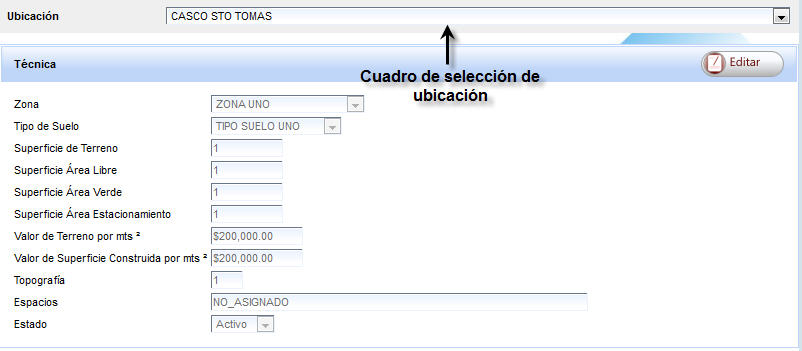 Ubicación CASCO STO TOMAS
Cuadro de selección de
ubicación
Técnica Editar
Zona ZONA UNO
Tipo de Suelo TIPO SUELO UNO
Superficie de Terreno 1
Superficie Área Libre 1
Superficie Área Verde 1
Superficie Área Estacionamiento 1
Valor de Terreno por mts ² $200,000.00
Valor de Superficie Construida por mts ² $200,000.00
Topografía 1
Espacios NO_ASIGNADO
Estado Activo